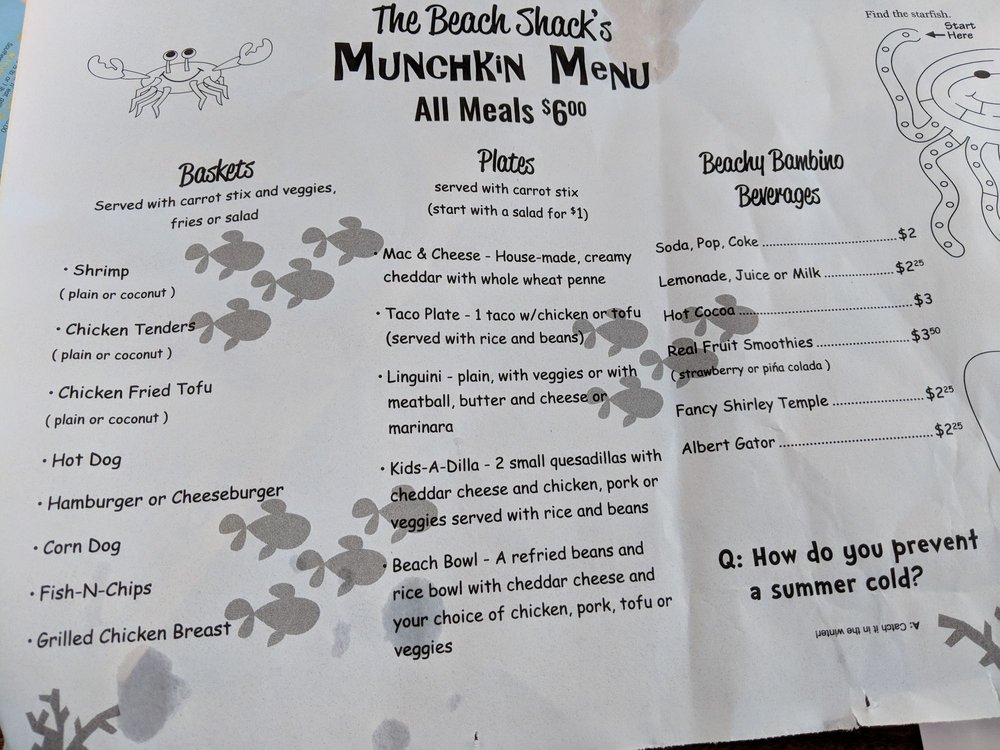 The Beach Shack's
Munchkin Menu
All Meals $6.00
Find the starfish.
Start
Here
Baskets
Served with carrot stix and veggies,
fries or salad
• Shrimp
( plain or coconut )
• Chicken Tenders
( plain or coconut )
• Chicken Fried Tofu
( plain or coconut )
• Hot Dog
• Hamburger or Cheeseburger
• Corn Dog
• Fish-N-Chips
• Grilled Chicken Breast
Plates
served with carrot stix
(start with a salad for $1)
• Mac & Cheese - House-made, creamy
cheddar with whole wheat penne
• Taco Plate - 1 taco w/chicken or tofu
(served with rice and beans)
• Linguini - plain, with veggies or with
meatball, butter and cheese or
marinara
• Kids-A-Dilla - 2 small quesadillas with
cheddar cheese and chicken, pork or
veggies served with rice and beans
• Beach Bowl - A refried beans and
rice bowl with cheddar cheese and
your choice of chicken, pork, tofu or
veggies
Beachy Bambino
Beverages
Soda, Pop, Coke ........ $2
Lemonade, Juice or Milk ........ $2.25
Hot Cocoa ........ $3
Real Fruit Smoothies ........ $3.50
( strawberry or piña colada )
Fancy Shirley Temple ........ $2.25
Albert Gator ........ $2.25
Q: How do you prevent
a summer cold?
A: Catch it in the winter!